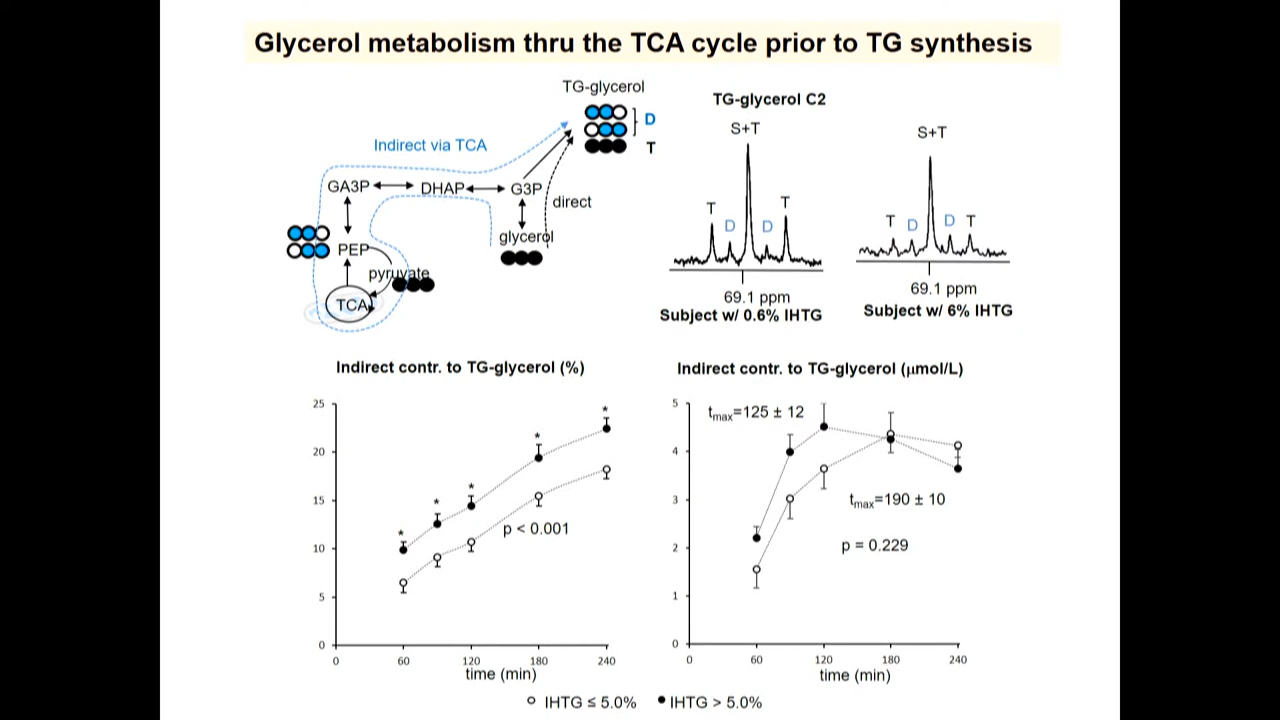 Glycerol metabolism thru the TCA cycle prior to TG synthesis
TG-glycerol
D
T
Indirect via TCA
GA3P
DHAP
G3P
direct
glycerol
PEP
pyruvate
TCA
TG-glycerol C2
S+T
T
D
D
T
69.1 ppm
Subject w/ 0.6% IHTG
S+T
T
D
D
T
69.1 ppm
Subject w/ 6% IHTG
Indirect contr. to TG-glycerol (%)
25
20
15
10
5
0
*
*
*
*
*
p < 0.001
0
60
120
180
240
time (min)
Indirect contr. to TG-glycerol (μmol/L)
5
4
3
2
1
0
tmax=125 ± 12
tmax=190 ± 10
p = 0.229
0
60
120
180
240
time (min)
IHTG ≤ 5.0%
IHTG > 5.0%